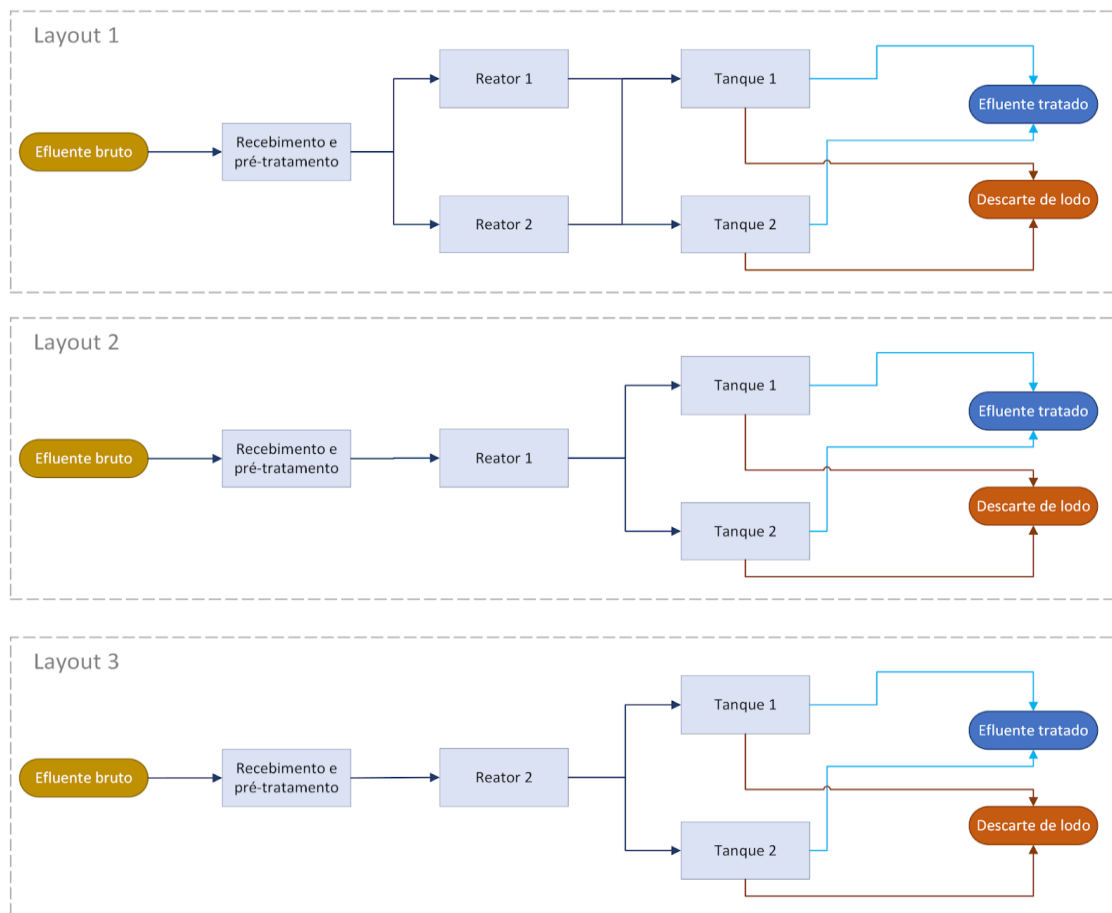 Layout 1
Reator 1
Tanque 1
Efluente tratado
Efluente bruto
Recebimento e
pré-tratamento
Descarte de lodo
Reator 2
Tanque 2
Layout 2
Tanque 1
Efluente tratado
Efluente bruto
Recebimento e
pré-tratamento
Reator 1
Descarte de lodo
Tanque 2
Layout 3
Tanque 1
Efluente tratado
Efluente bruto
Recebimento e
pré-tratamento
Reator 2
Descarte de lodo
Tanque 2